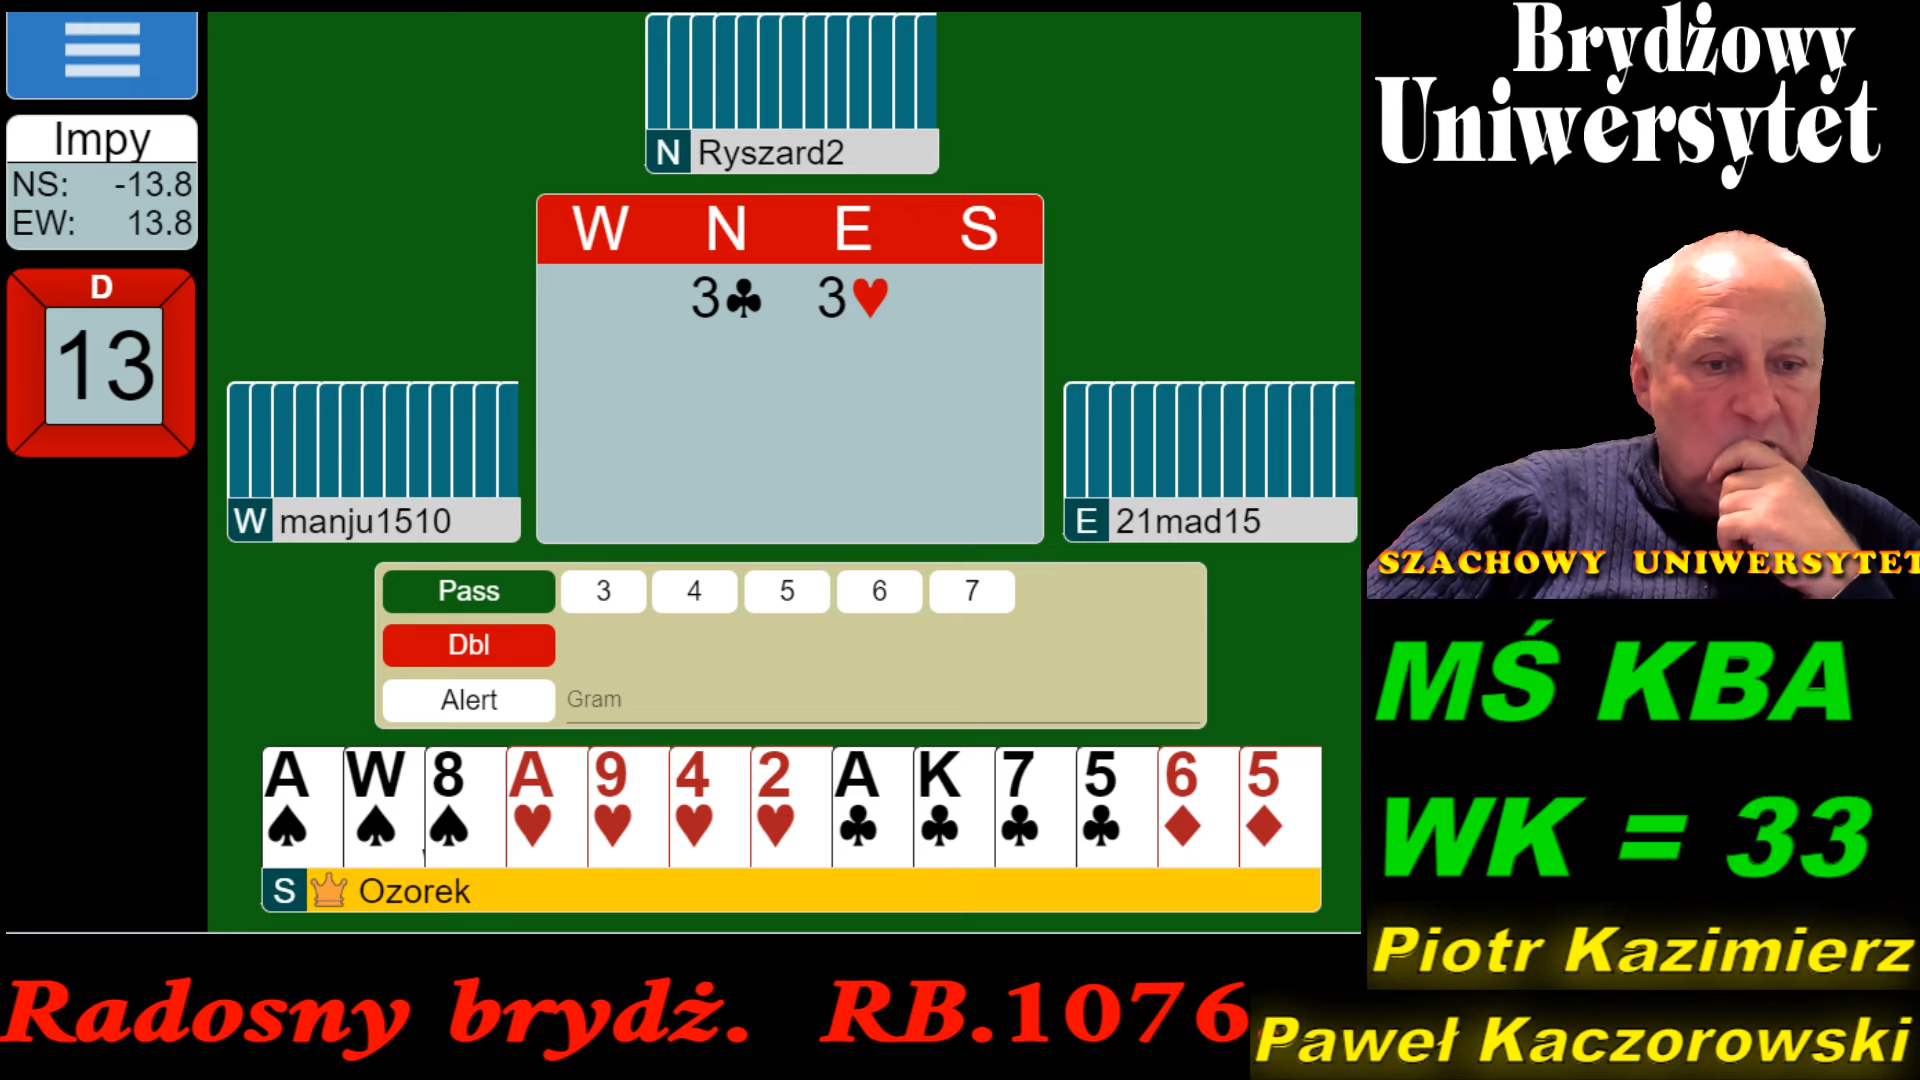 Impy
NS: -13.8
EW: 13.8
D
13
N Ryszard2
W N E S
3♣ 3♥
W manju1510
E 21mad15
Pass 3 4 5 6 7
Dbl
Alert Gram
A W 8 A 9 4 2 A K 7 5 6 5
♠ ♠ ♠ ♥ ♥ ♥ ♥ ♣ ♣ ♣ ♣ ♦ ♦
S Ozorek
Radosny brydż. RB.1076
Brydżowy
Uniwersytet
SZACHOWY UNIWERSYTET
MŚ KBA
WK = 33
Piotr Kazimierz
Paweł Kaczorowski